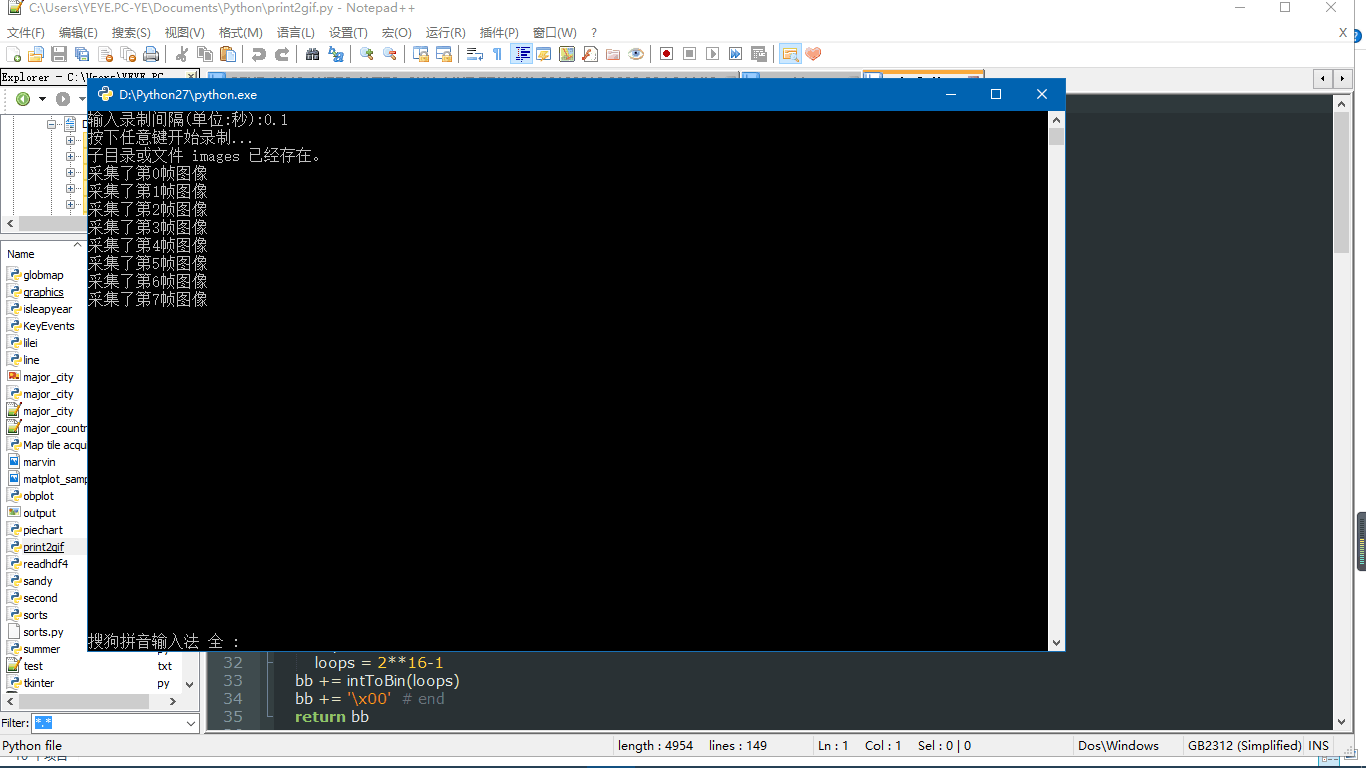 C:\Users\YEYE.PC-YE\Documents\Python\print2gif.py - Notepad++
文件(F) 编辑(E) 搜索(S) 视图(V) 格式(M) 语言(L) 设置(T) 宏(O) 运行(R) 插件(P) 窗口(W) ? X
Explorer - C:\Users\YEYE.PC
D:\Python27\python.exe
输入录制间隔(单位:秒):0.1
按下任意键开始录制...
子目录或文件 images 已经存在。
采集了第0帧图像
采集了第1帧图像
采集了第2帧图像
采集了第3帧图像
采集了第4帧图像
采集了第5帧图像
采集了第6帧图像
采集了第7帧图像
搜狗拼音输入法 全 :
Name
globmap
graphics
isleapyear
KeyEvents
lilei
line
major_city
major_city
major_city
major_countr
Map tile acqu
marvin
matplot_samp
obplot
output
piechart
print2gif
readhdf4
sandy
second
sorts
sorts.py
summer
test txt
tkinter py
Filter: *.*
32 loops = 2**16-1
33 bb += intToBin(loops)
34 bb += '\x00' # end
35 return bb
Python file length : 4954 lines : 149 Ln : 1 Col : 1 Sel : 0 | 0 Dos\Windows GB2312 (Simplified) INS